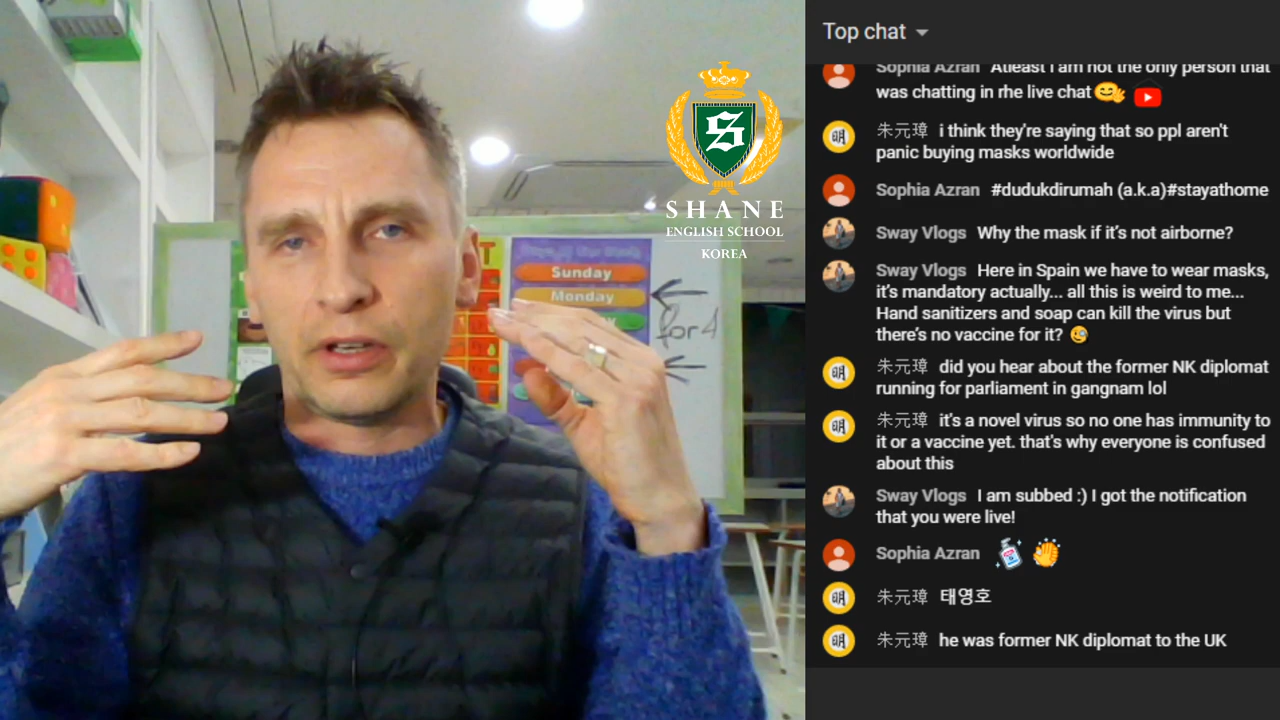 SHANE
ENGLISH SCHOOL
KOREA
T
Sunday
Monday
for 4
Top chat
Sophia Azran Atleast I am not the only person that
was chatting in rhe live chat
朱元璋 i think they're saying that so ppl aren't
panic buying masks worldwide
Sophia Azran #dudukdirumah (a.k.a)#stayathome
Sway Vlogs Why the mask if it's not airborne?
Sway Vlogs Here in Spain we have to wear masks,
it's mandatory actually... all this is weird to me...
Hand sanitizers and soap can kill the virus but
there's no vaccine for it?
朱元璋 did you hear about the former NK diplomat
running for parliament in gangnam lol
朱元璋 it's a novel virus so no one has immunity to
it or a vaccine yet. that's why everyone is confused
about this
Sway Vlogs I am subbed :) I got the notification
that you were live!
Sophia Azran
朱元璋 태영호
朱元璋 he was former NK diplomat to the UK
明
明
明
明
明